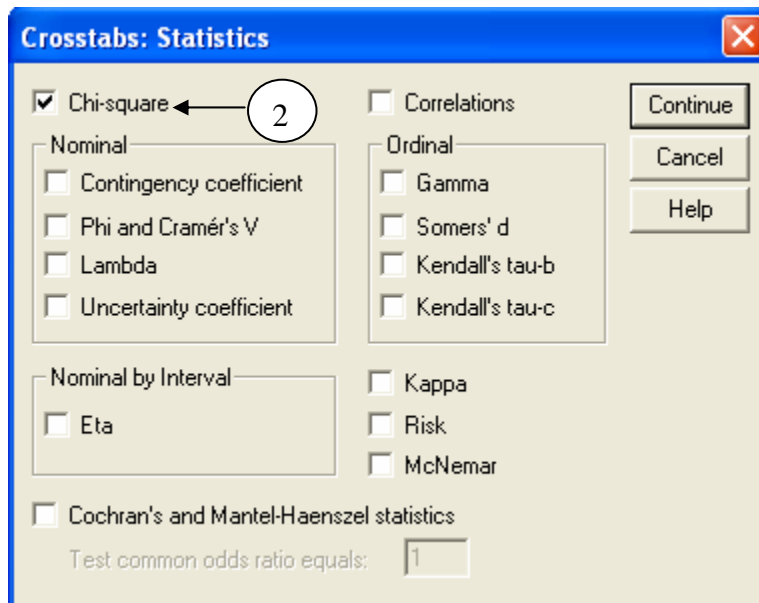 Crosstabs: Statistics
Chi-square
2
Correlations
Continue
Cancel
Help
Nominal
Contingency coefficient
Phi and Cramér's V
Lambda
Uncertainty coefficient
Ordinal
Gamma
Somers' d
Kendall's tau-b
Kendall's tau-c
Nominal by Interval
Eta
Kappa
Risk
McNemar
Cochran's and Mantel-Haenszel statistics
Test common odds ratio equals: 1